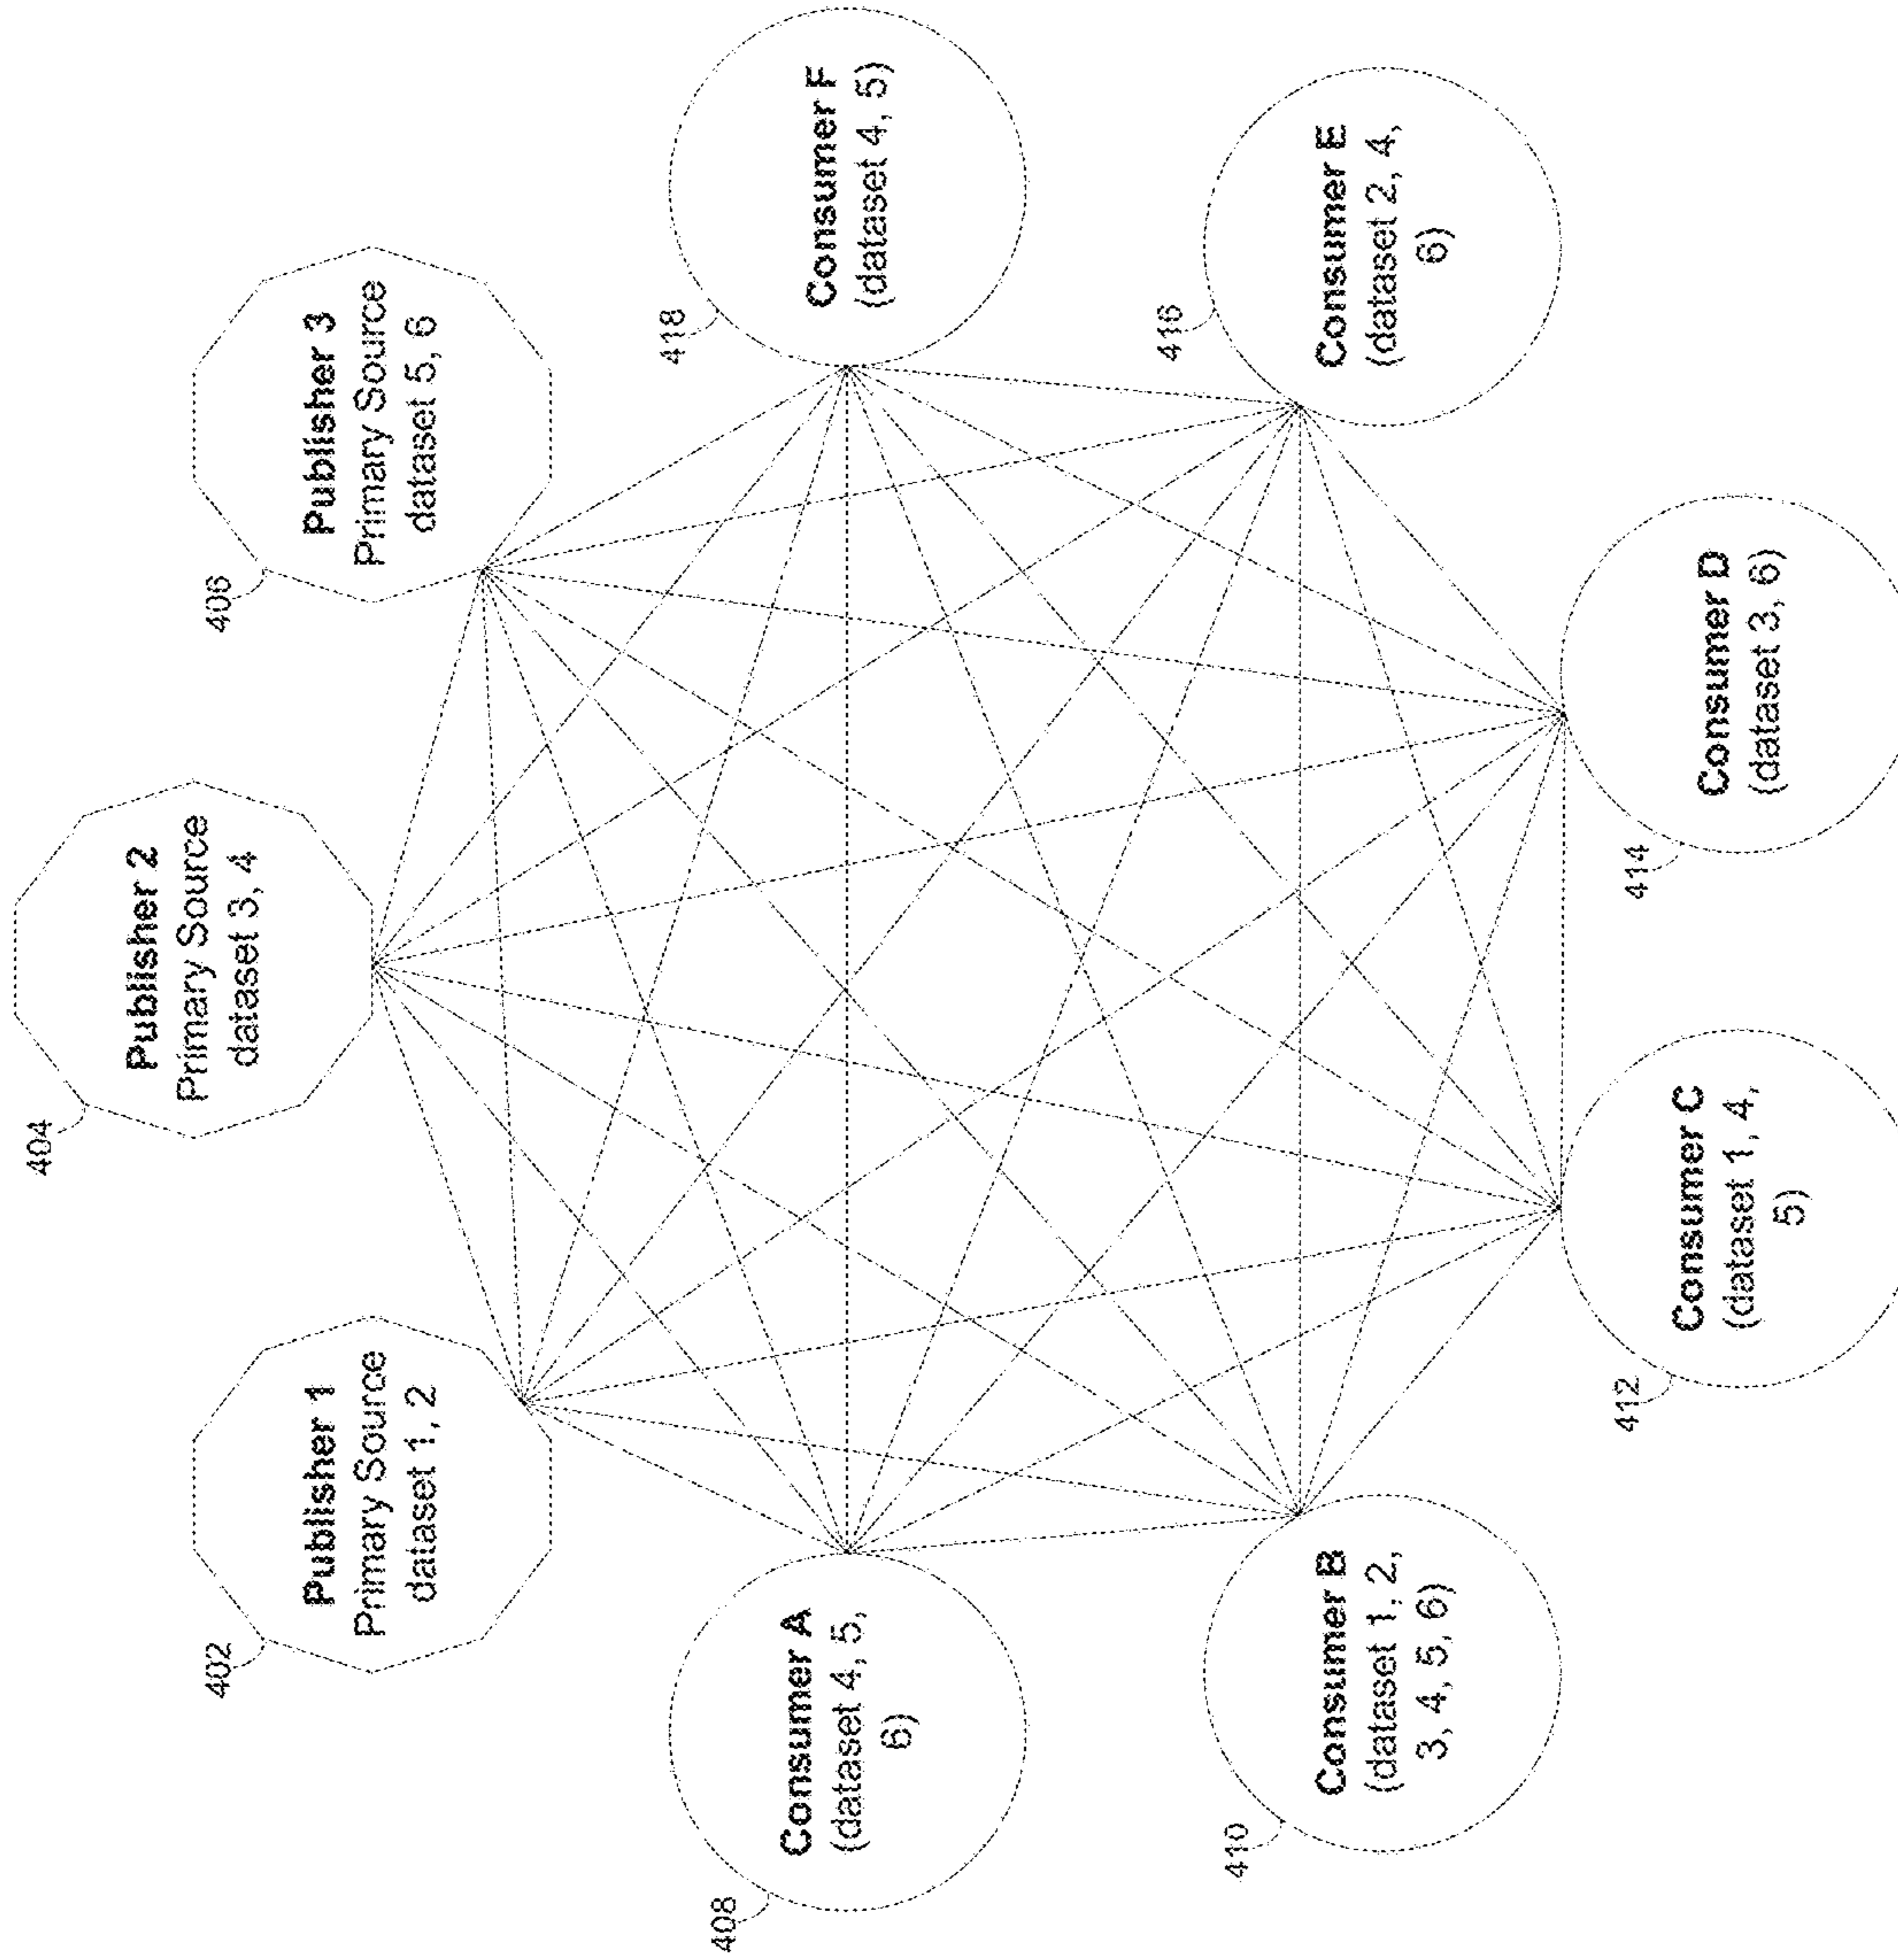 402
Publisher 1
Primary Source
dataset 1, 2
404
Publisher 2
Primary Source
dataset 3, 4
406
Publisher 3
Primary Source
dataset 5, 6
408
Consumer A
(dataset 4, 5,
6)
418
Consumer F
(dataset 4, 5)
410
Consumer B
(dataset 1, 2,
3, 4, 5, 6)
416
Consumer E
(dataset 2, 4,
6)
412
Consumer C
(dataset 1, 4,
5)
414
Consumer D
(dataset 3, 6)